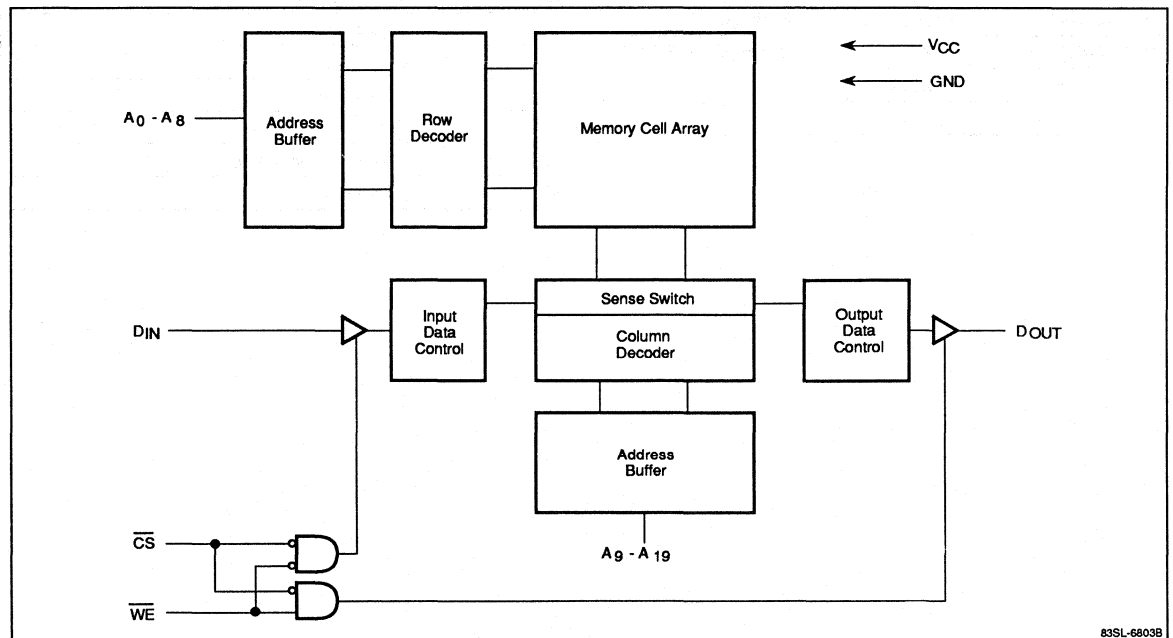 VCC
GND
A0 - A8
Address
Buffer
Row
Decoder
Memory Cell Array
DIN
Input
Data
Control
Sense Switch
Column
Decoder
Output
Data
Control
DOUT
Address
Buffer
A9 - A19
CS
WE
83SL-6803B